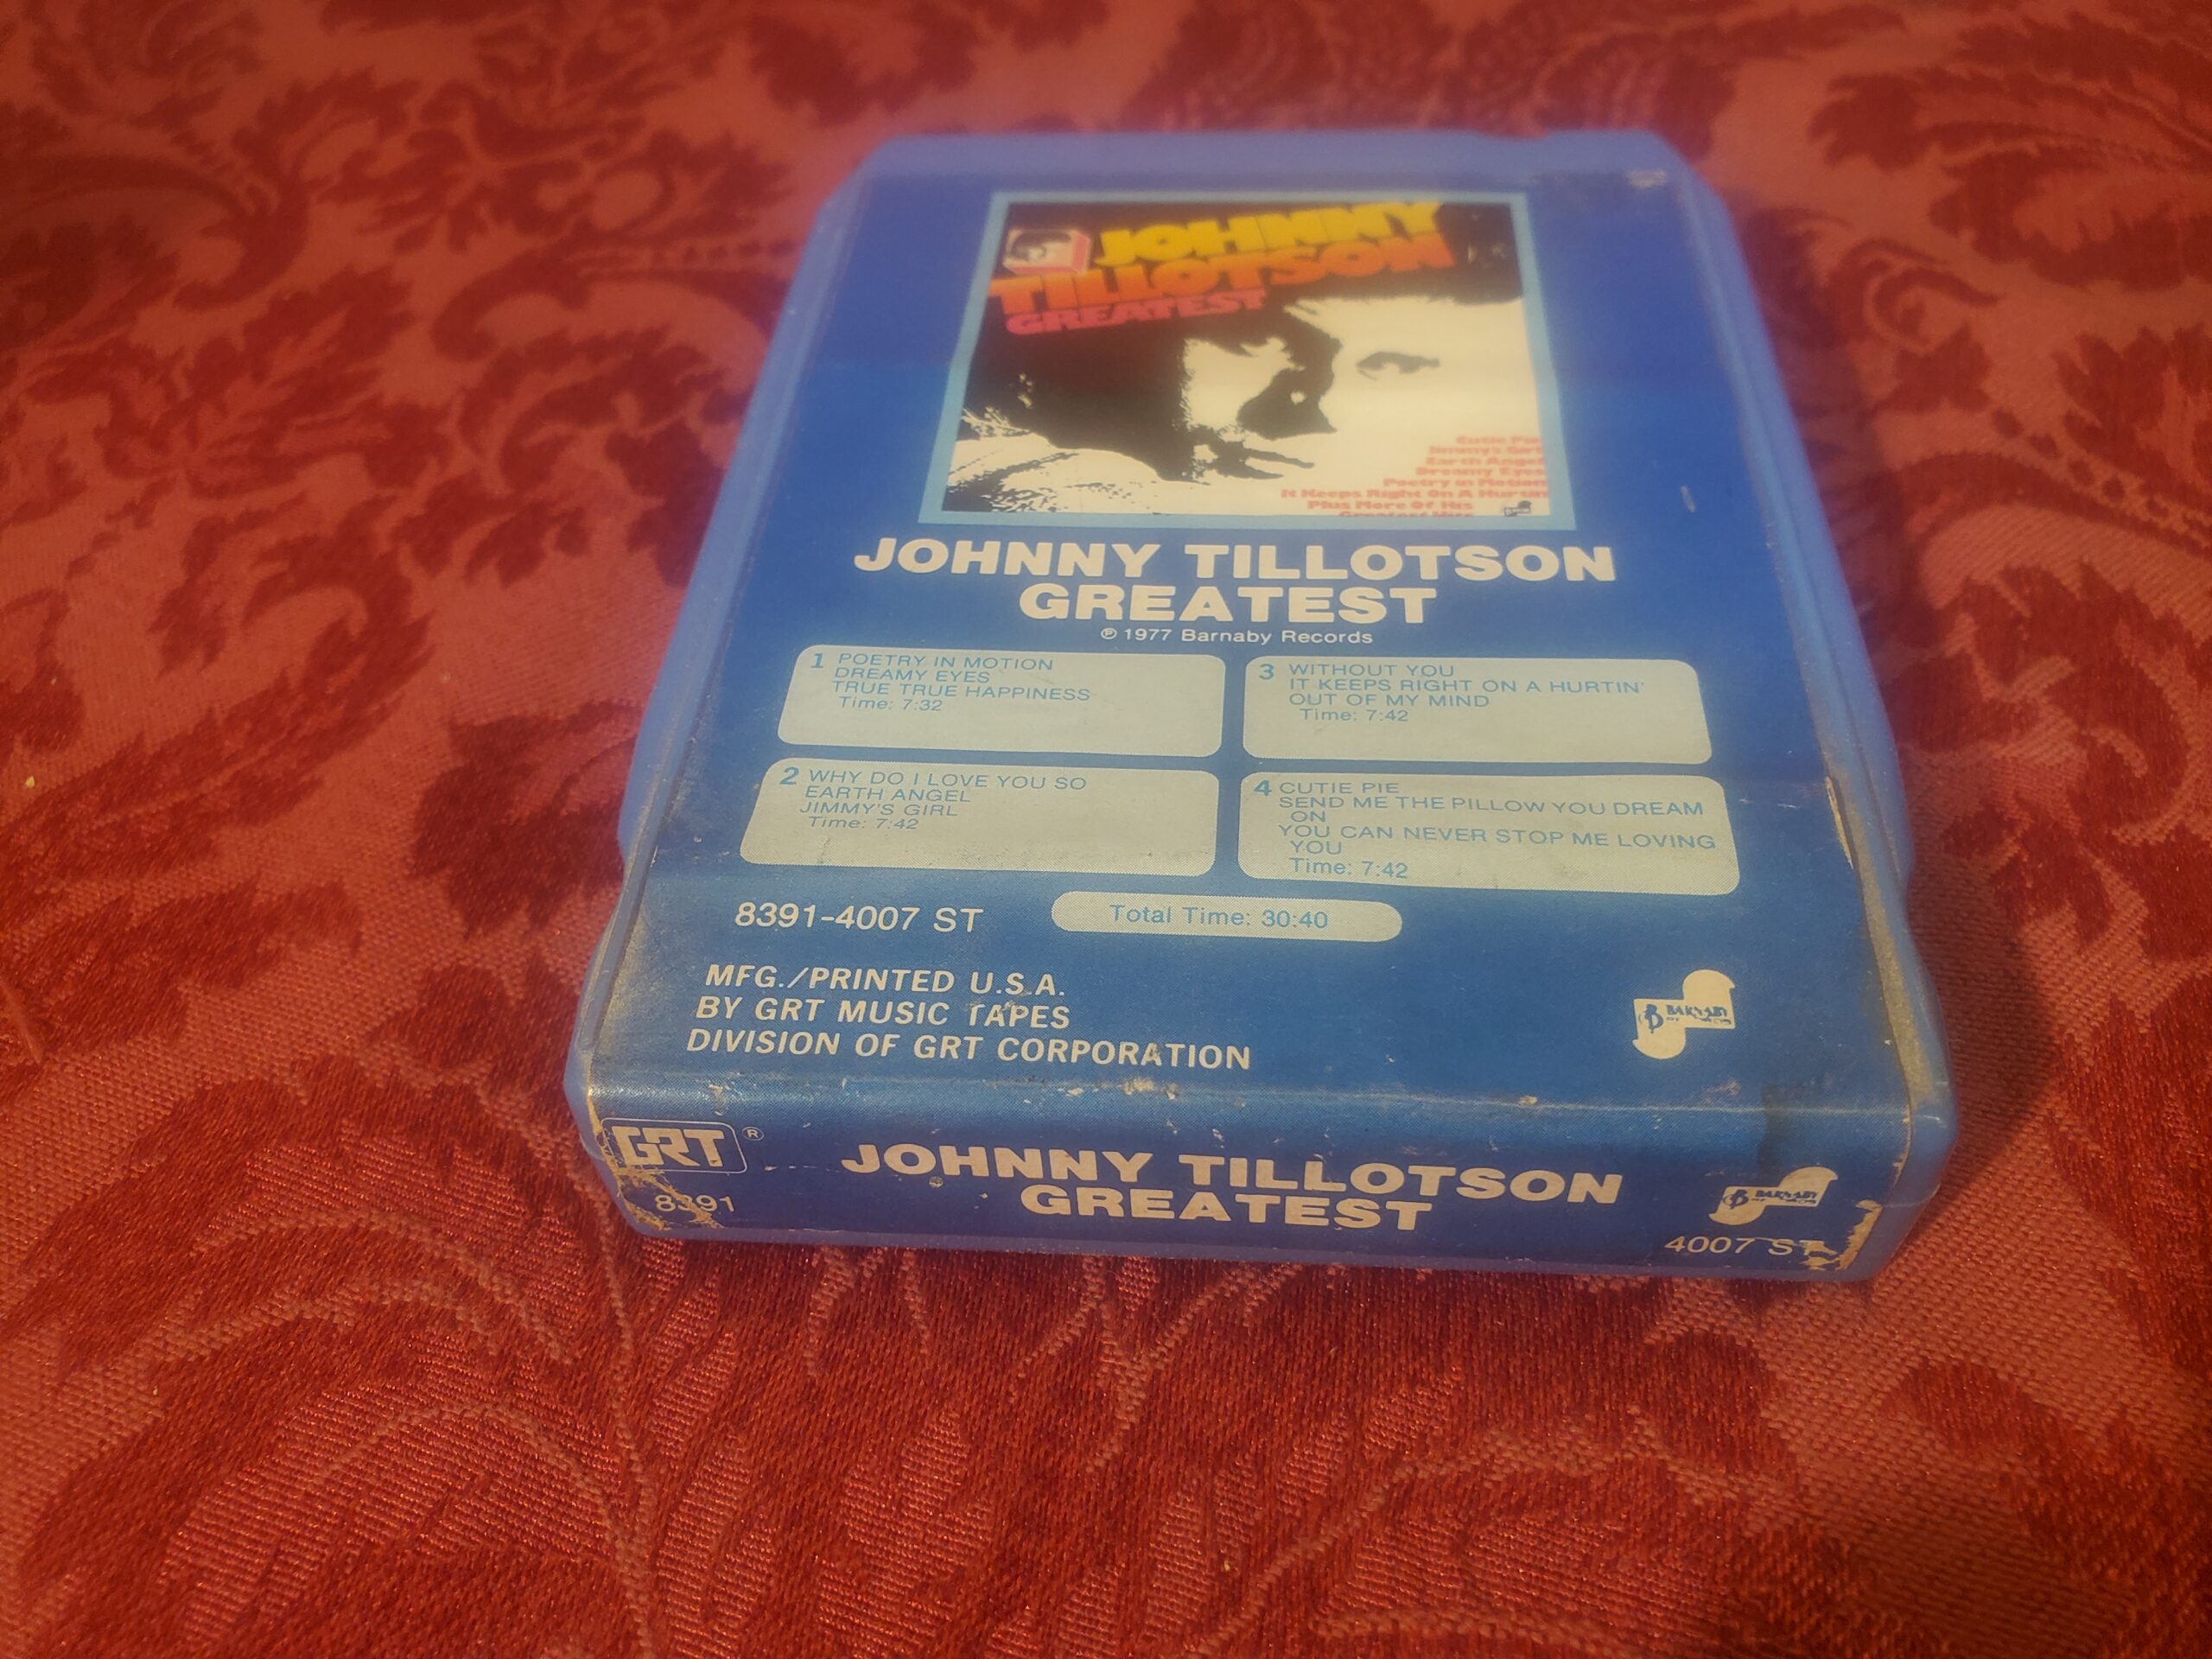 JOHNNY
TILLOTSON
GREATEST
Cutie Pie
Jimmy's Girl
Earth Angel
Dreamy Eyes
Poetry in Motion
It Keeps Right On A Hurtin
Plus More Of His
Greatest Hits
JOHNNY TILLOTSON
GREATEST
℗ 1977 Barnaby Records
1 POETRY IN MOTION
DREAMY EYES
TRUE TRUE HAPPINESS
Time: 7:32
2 WHY DO I LOVE YOU SO
EARTH ANGEL
JIMMY'S GIRL
Time: 7:42
3 WITHOUT YOU
IT KEEPS RIGHT ON A HURTIN'
OUT OF MY MIND
Time: 7:42
4 CUTIE PIE
SEND ME THE PILLOW YOU DREAM
ON
YOU CAN NEVER STOP ME LOVING
YOU
Time: 7:42
8391-4007 ST
Total Time: 30:40
MFG./PRINTED U.S.A.
BY GRT MUSIC TAPES
DIVISION OF GRT CORPORATION
B BARNABY
GRT ®
8391
JOHNNY TILLOTSON
GREATEST
B BARNABY
4007 ST